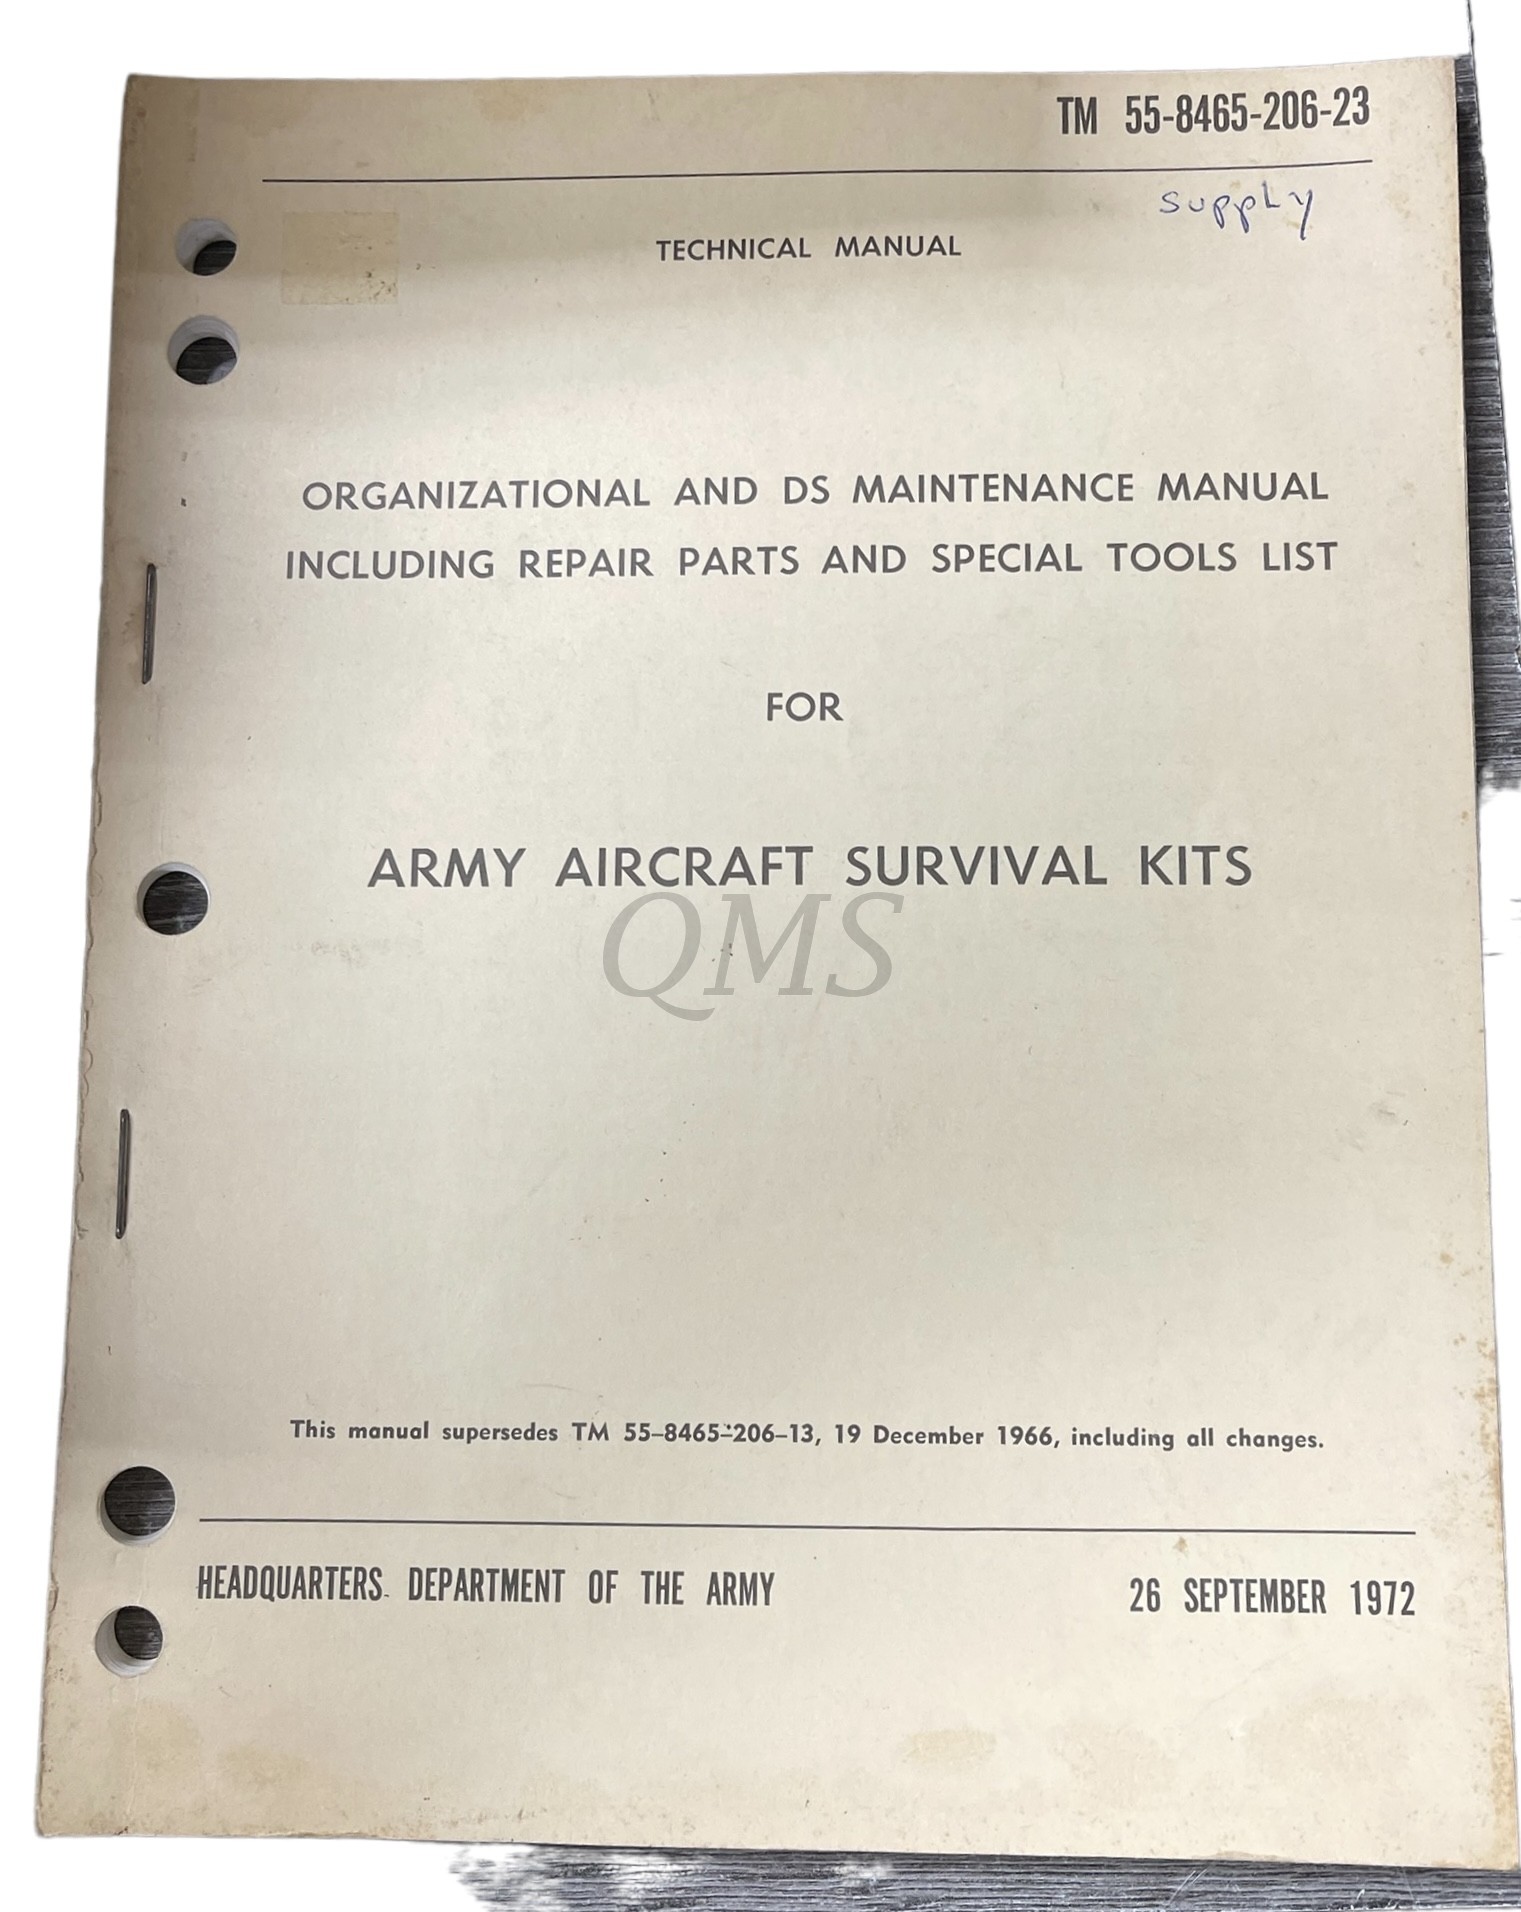 TM 55-8465-206-23
Supply
TECHNICAL MANUAL
ORGANIZATIONAL AND DS MAINTENANCE MANUAL
INCLUDING REPAIR PARTS AND SPECIAL TOOLS LIST
FOR
ARMY AIRCRAFT SURVIVAL KITS
QMS
This manual supersedes TM 55-8465-206-13, 19 December 1966, including all changes.
HEADQUARTERS, DEPARTMENT OF THE ARMY 26 SEPTEMBER 1972